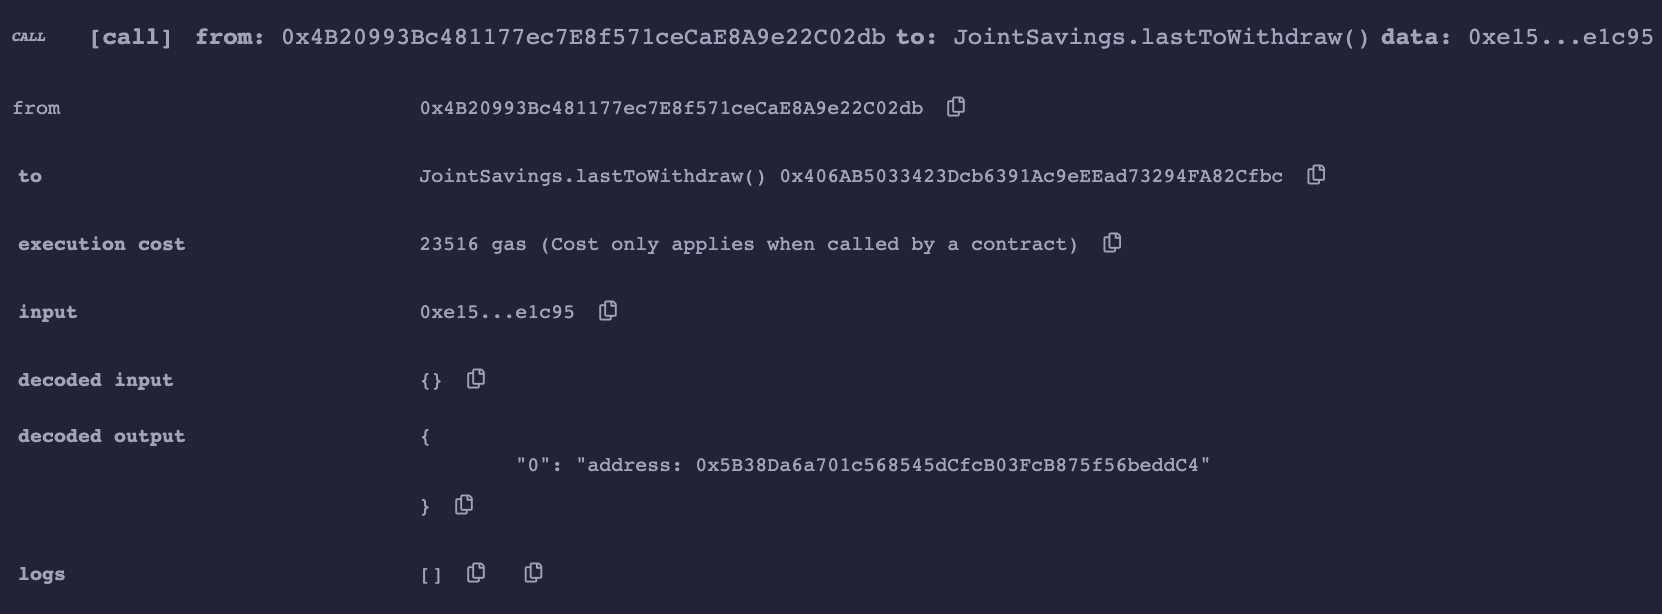 CALL [call] from: 0x4B20993Bc481177ec7E8f571ceCaE8A9e22C02db to: JointSavings.lastToWithdraw() data: 0xe15...e1c95
from 0x4B20993Bc481177ec7E8f571ceCaE8A9e22C02db
to JointSavings.lastToWithdraw() 0x406AB5033423Dcb6391Ac9eEEad73294FA82Cfbc
execution cost 23516 gas (Cost only applies when called by a contract)
input 0xe15...e1c95
decoded input {}
decoded output {
"0": "address: 0x5B38Da6a701c568545dCfcB03FcB875f56beddC4"
}
logs []